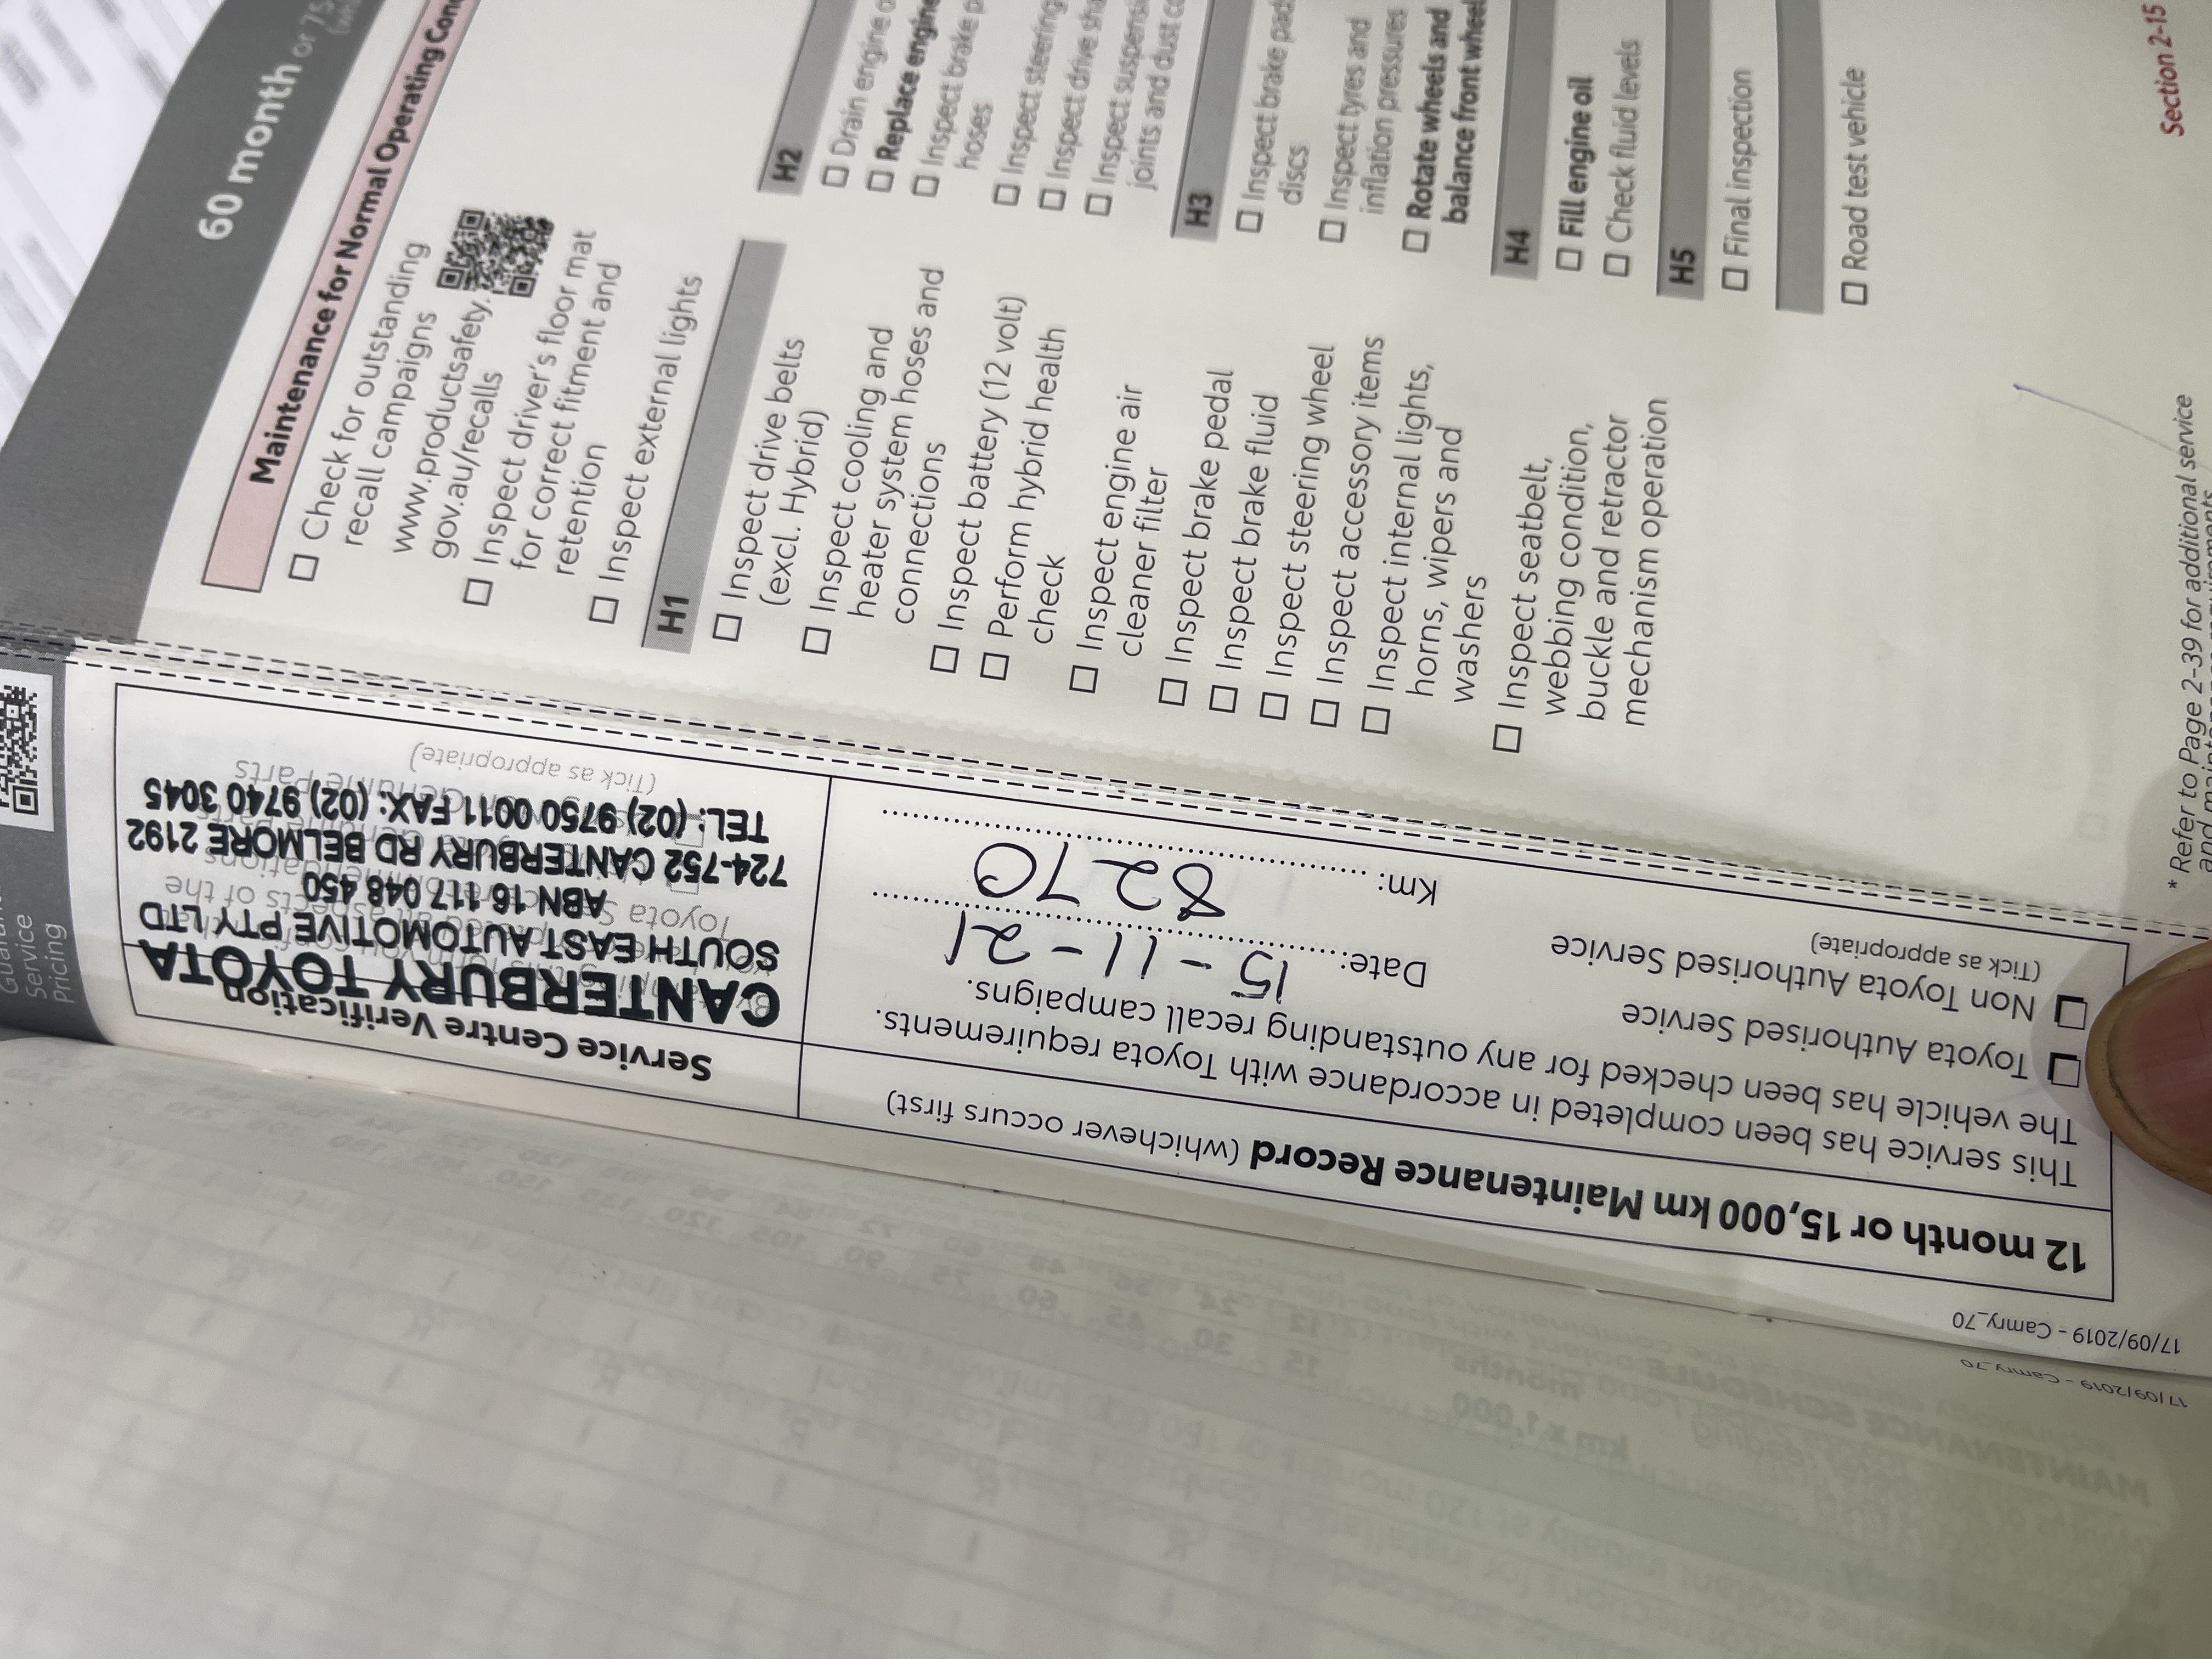 12 month or 15,000 km Maintenance Record (whichever occurs first)
This service has been completed in accordance with Toyota requirements.
The vehicle has been checked for any outstanding recall campaigns.
Toyota Authorised Service
Non Toyota Authorised Service
(Tick as appropriate)
Date: 15-11-21
Km: 8270
Service Centre Verification
CANTERBURY TOYOTA
SOUTH EAST AUTOMOTIVE PTY LTD
ABN 16 117 048 450
724-752 CANTERBURY RD BELMORE 2192
TEL: (02) 9750 0011 FAX: (02) 9740 3045
(Tick as appropriate)
17/09/2019 - Camry_70
17/09/2019 - Camry_70
Service
Pricing
60 month or 75
Maintenance for Normal Operating
Check for outstanding
recall campaigns
www.productsafety.
gov.au/recalls
Inspect driver's floor mat
for correct fitment and
retention
Inspect external lights
H1
Inspect drive belts
(excl. Hybrid)
Inspect cooling and
heater system hoses and
connections
Inspect battery (12 volt)
Perform hybrid health
check
Inspect engine air
cleaner filter
Inspect brake pedal
Inspect brake fluid
Inspect steering wheel
Inspect accessory items
Inspect internal lights,
horns, wipers and
washers
Inspect seatbelt,
webbing condition,
buckle and retractor
mechanism operation
H2
Drain engine
Replace engine
Inspect brake
hoses
Inspect steering
Inspect drive
Inspect
joints and dust
H3
Inspect brake pad
discs
Inspect tyres and
inflation pressures
Rotate wheels and
balance front wheel
H4
Fill engine oil
Check fluid levels
H5
Final inspection
Road test vehicle
* Refer to Page 2-39 for additional service
Section 2-15